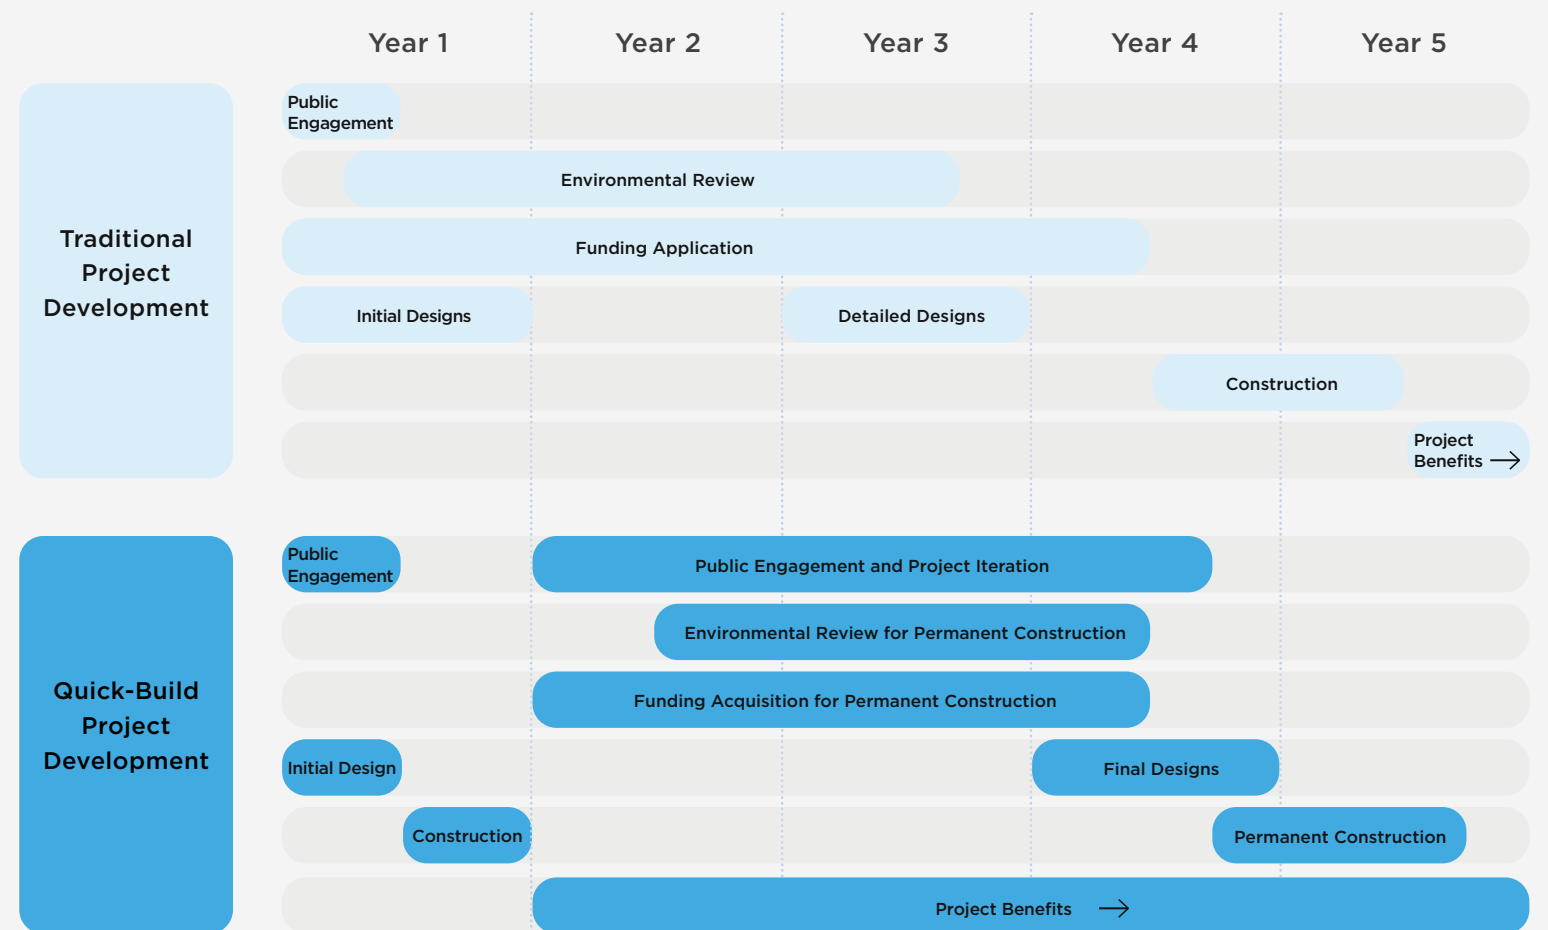 Year 1
Year 2
Year 3
Year 4
Year 5
Traditional
Project
Development
Public
Engagement
Environmental Review
Funding Application
Initial Designs
Detailed Designs
Construction
Project
Benefits →
Quick-Build
Project
Development
Public
Engagement
Public Engagement and Project Iteration
Environmental Review for Permanent Construction
Funding Acquisition for Permanent Construction
Initial Design
Final Designs
Construction
Permanent Construction
Project Benefits →